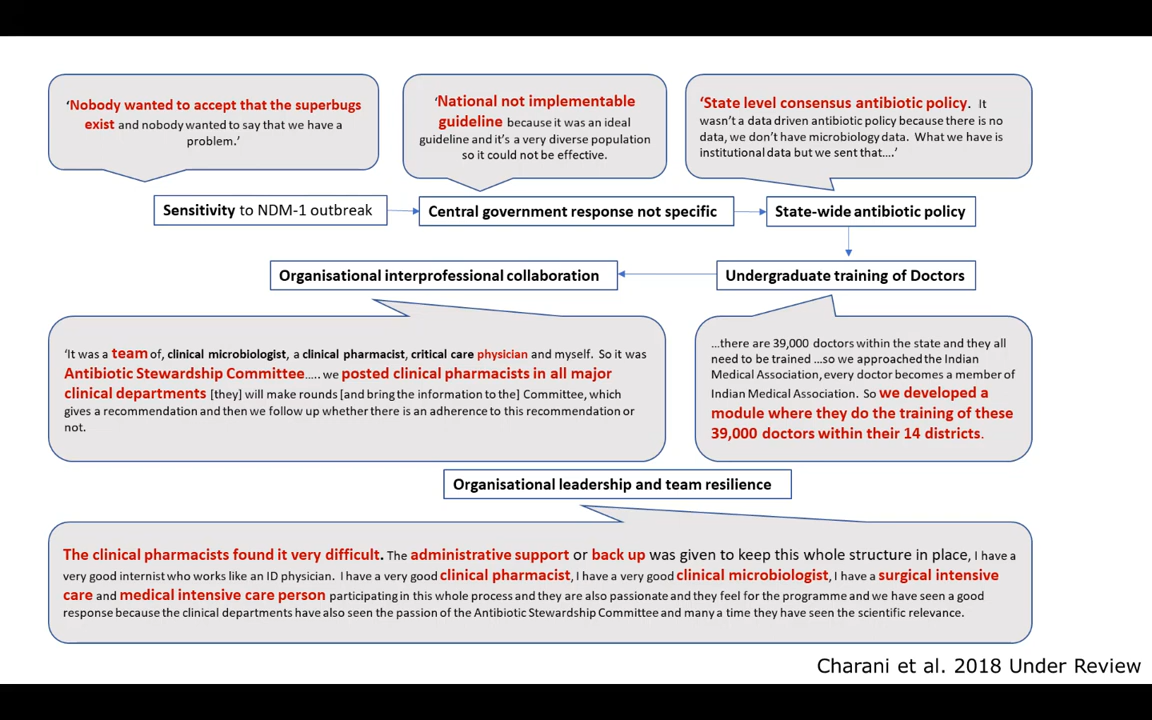 ‘Nobody wanted to accept that the superbugs
exist and nobody wanted to say that we have a
problem.’
‘National not implementable
guideline because it was an ideal
guideline and it’s a very diverse population
so it could not be effective.
‘State level consensus antibiotic policy. It
wasn’t a data driven antibiotic policy because there is no
data, we don’t have microbiology data. What we have is
institutional data but we sent that….’
Sensitivity to NDM-1 outbreak
Central government response not specific
State-wide antibiotic policy
Undergraduate training of Doctors
Organisational interprofessional collaboration
…there are 39,000 doctors within the state and they all
need to be trained …so we approached the Indian
Medical Association, every doctor becomes a member of
Indian Medical Association. So we developed a
module where they do the training of these
39,000 doctors within their 14 districts.
‘It was a team of, clinical microbiologist, a clinical pharmacist, critical care physician and myself. So it was
Antibiotic Stewardship Committee….. we posted clinical pharmacists in all major
clinical departments [they] will make rounds [and bring the information to the] Committee, which
gives a recommendation and then we follow up whether there is an adherence to this recommendation or
not.
Organisational leadership and team resilience
The clinical pharmacists found it very difficult. The administrative support or back up was given to keep this whole structure in place, I have a
very good internist who works like an ID physician. I have a very good clinical pharmacist, I have a very good clinical microbiologist, I have a surgical intensive
care and medical intensive care person participating in this whole process and they are also passionate and they feel for the programme and we have seen a good
response because the clinical departments have also seen the passion of the Antibiotic Stewardship Committee and many a time they have seen the scientific relevance.
Charani et al. 2018 Under Review